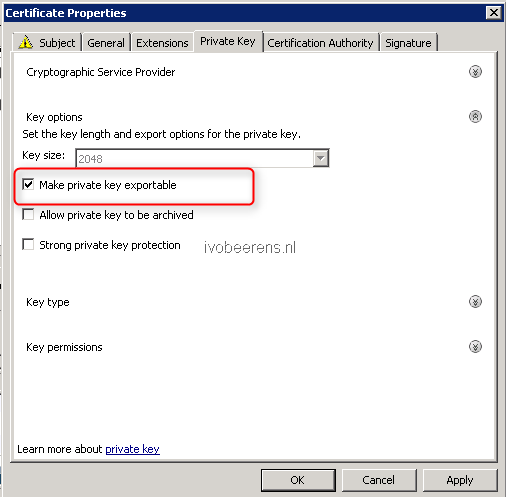 Certificate Properties
Subject General Extensions Private Key Certification Authority Signature
Cryptographic Service Provider
Key options
Set the key length and export options for the private key.
Key size: 2048
Make private key exportable
Allow private key to be archived
Strong private key protection
ivobeerens.nl
Key type
Key permissions
Learn more about private key
OK Cancel Apply